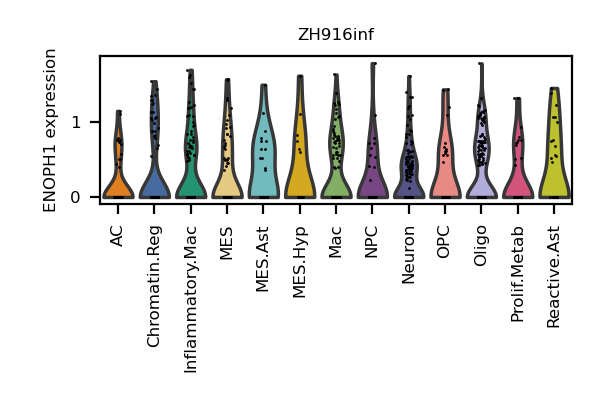 ZH916inf
ENOPH1 expression
1
0
AC
Chromatin.Reg
Inflammatory.Mac
MES
MES.Ast
MES.Hyp
Mac
NPC
Neuron
OPC
Oligo
Prolif.Metab
Reactive.Ast